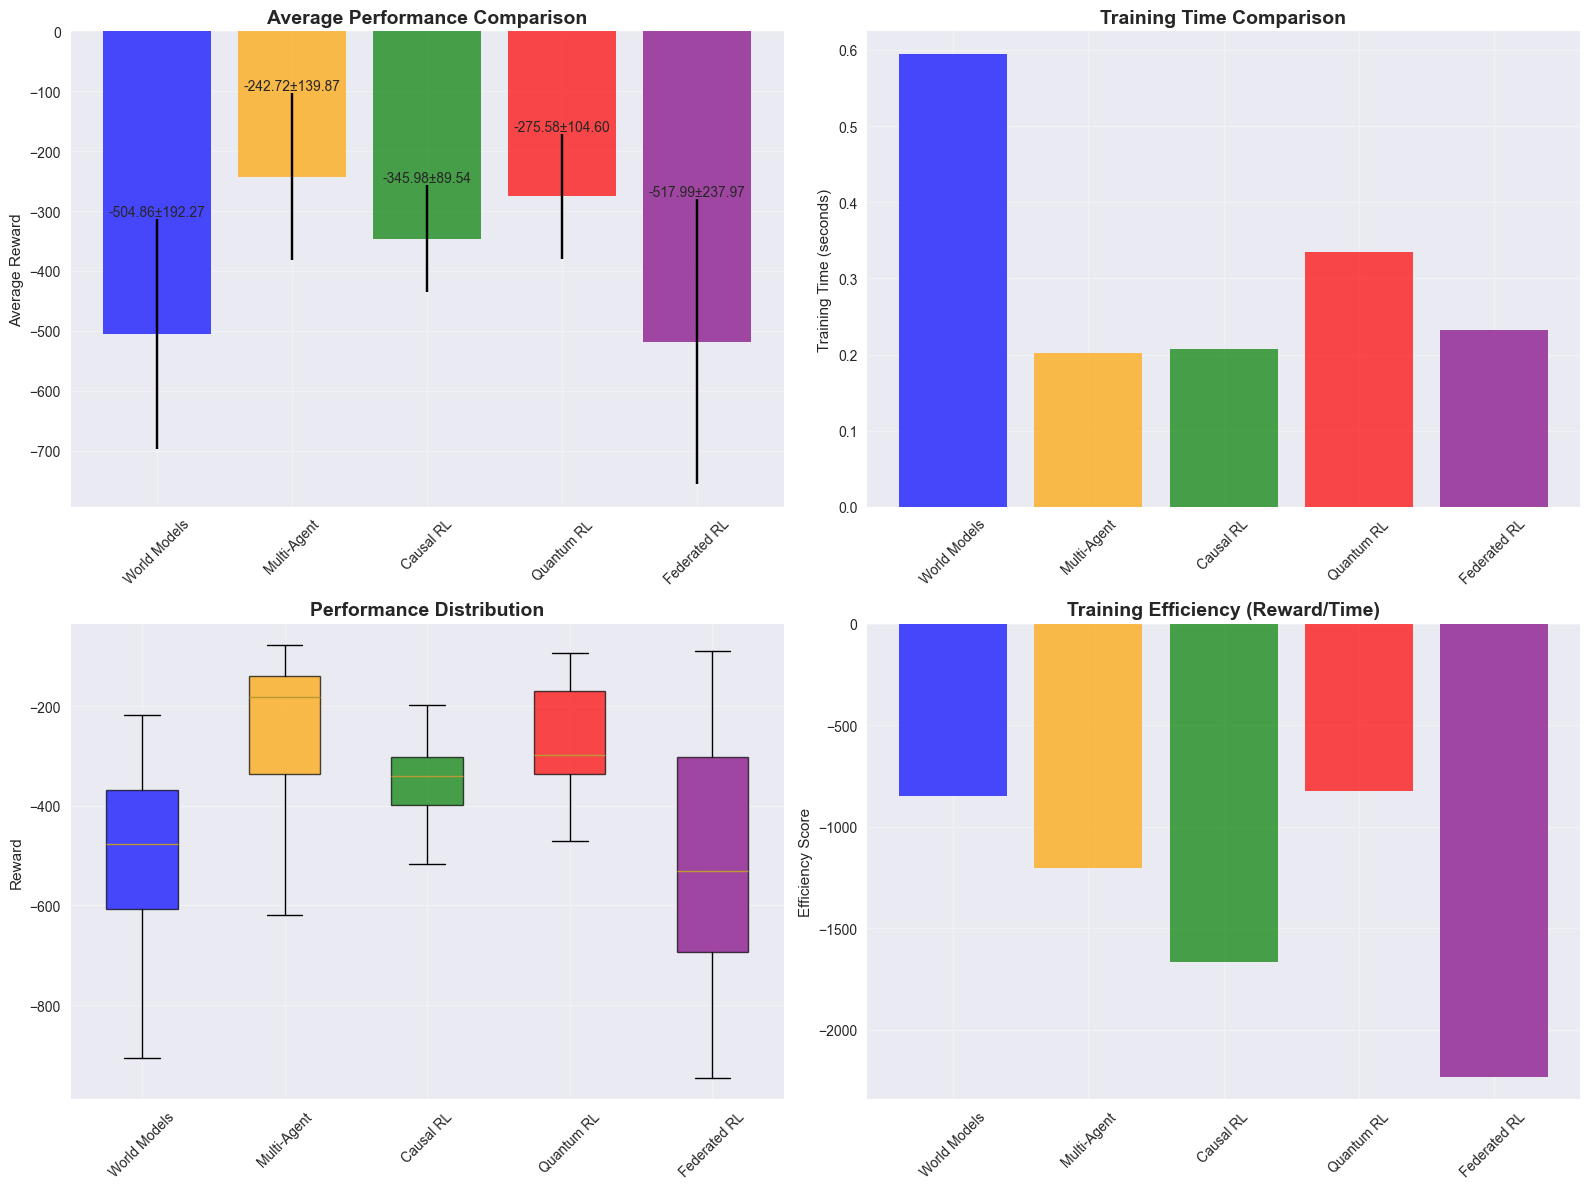 Average Performance Comparison
Average Reward
0
−100
−200
−300
−400
−500
−600
−700
-504.86±192.27
-242.72±139.87
-345.98±89.54
-275.58±104.60
-517.99±237.97
World Models
Multi-Agent
Causal RL
Quantum RL
Federated RL
Training Time Comparison
Training Time (seconds)
0.6
0.5
0.4
0.3
0.2
0.1
0.0
World Models
Multi-Agent
Causal RL
Quantum RL
Federated RL
Performance Distribution
Reward
−200
−400
−600
−800
World Models
Multi-Agent
Causal RL
Quantum RL
Federated RL
Training Efficiency (Reward/Time)
Efficiency Score
0
−500
−1000
−1500
−2000
World Models
Multi-Agent
Causal RL
Quantum RL
Federated RL